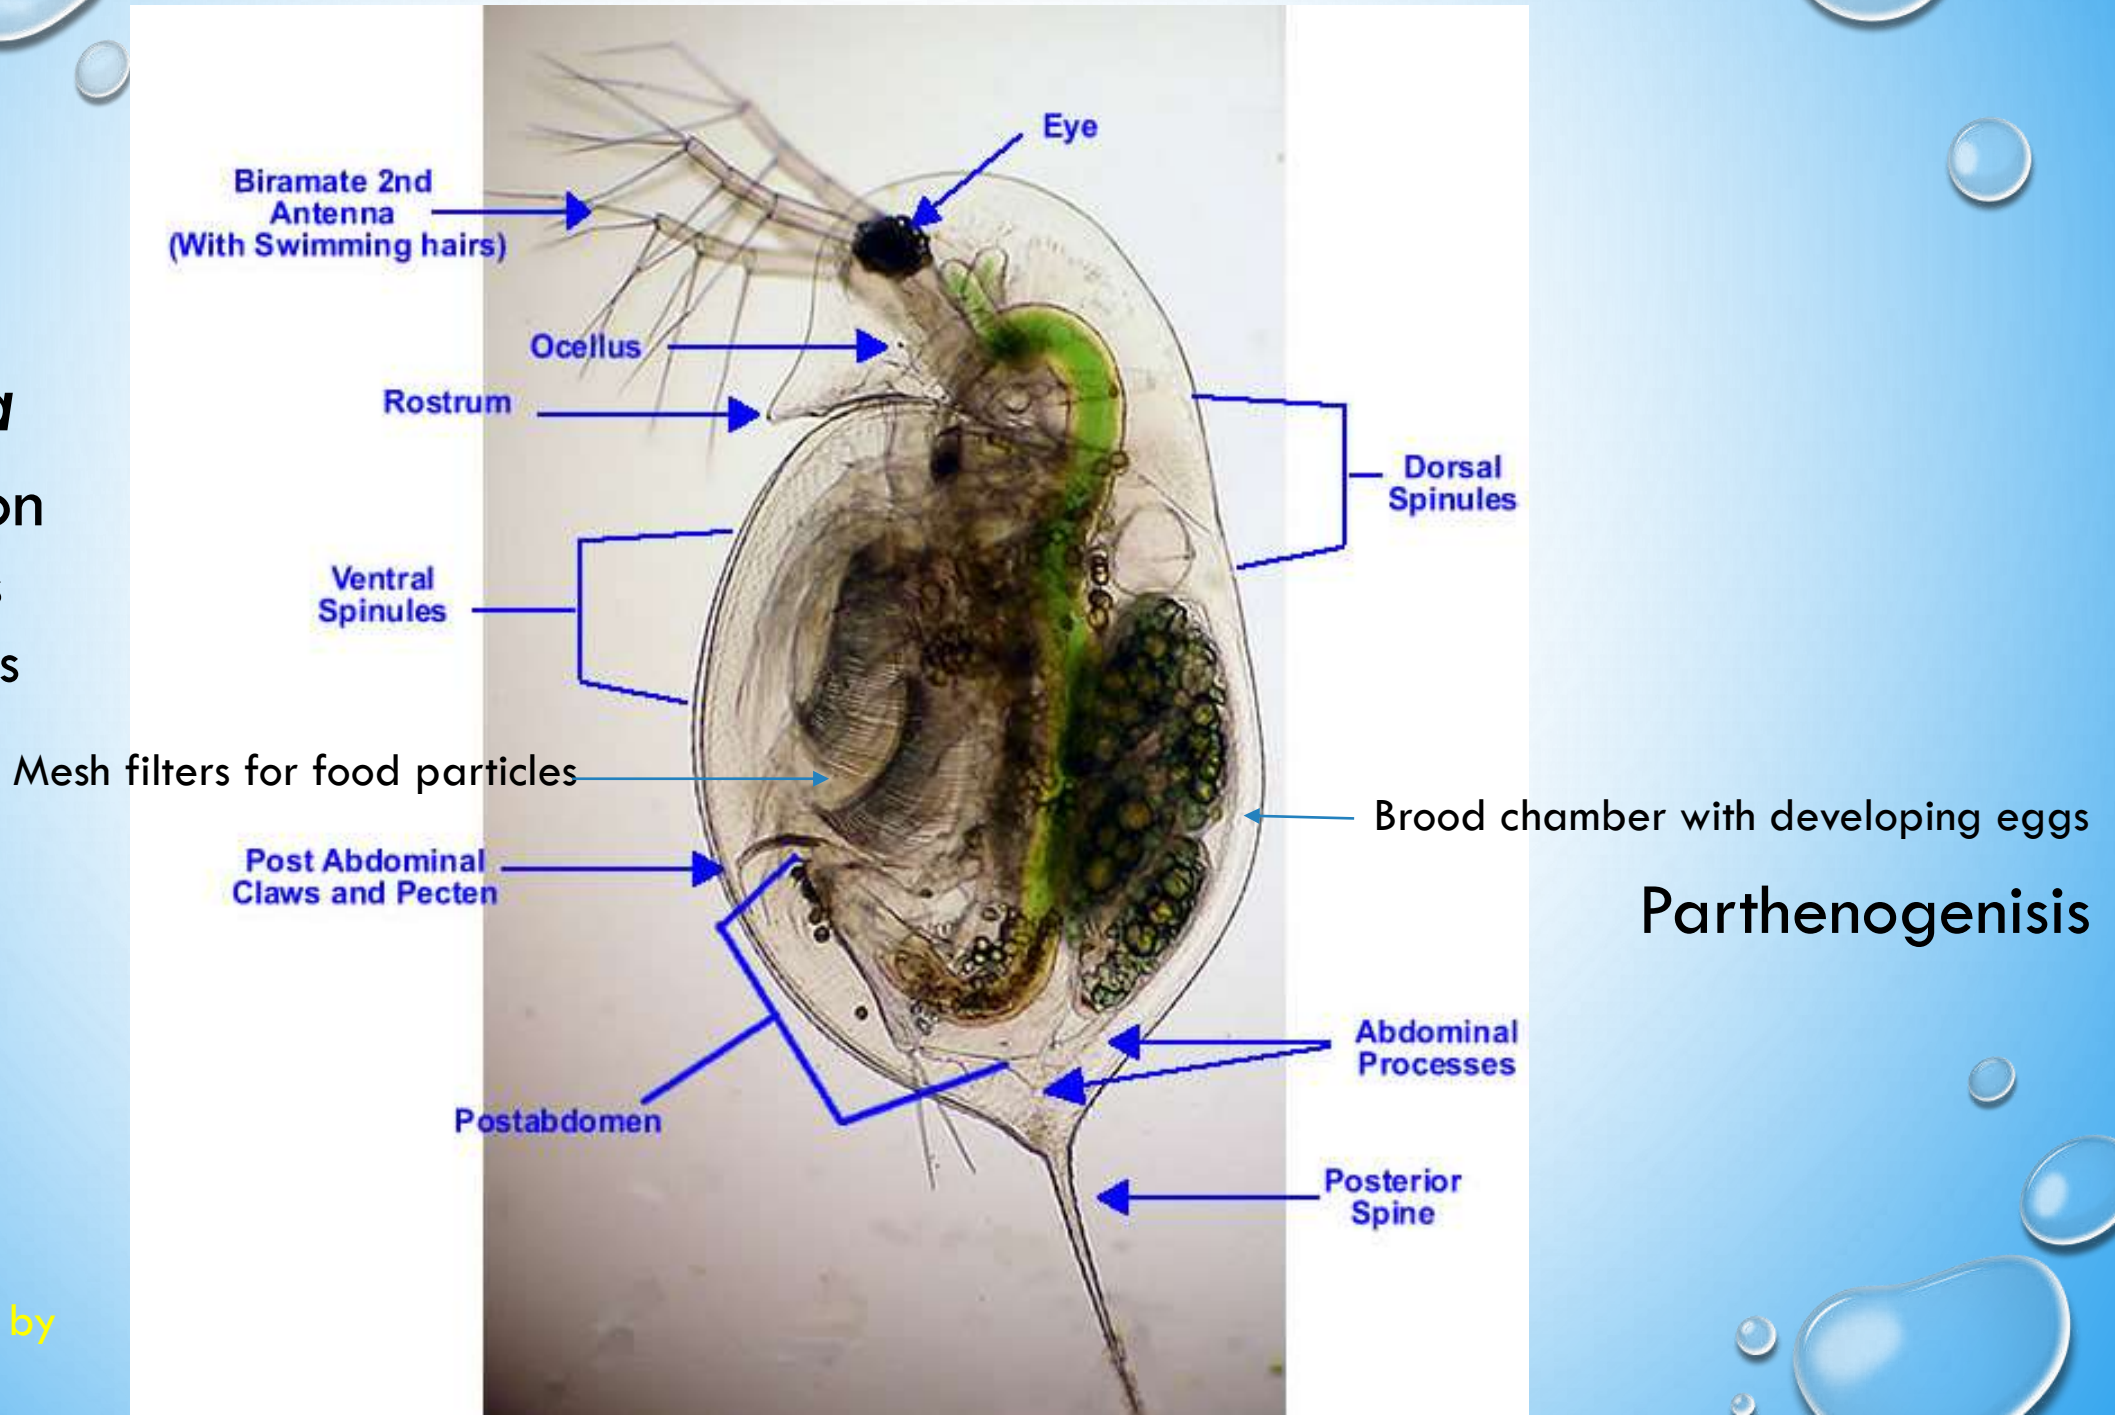 Eye
Biramate 2nd
Antenna
(With Swimming hairs)
Ocellus
Rostrum
a
on
s
s
Dorsal
Spinules
Ventral
Spinules
Mesh filters for food particles
Brood chamber with developing eggs
Post Abdominal
Claws and Pecten
Parthenogenisis
Abdominal
Processes
Postabdomen
Posterior
Spine
by